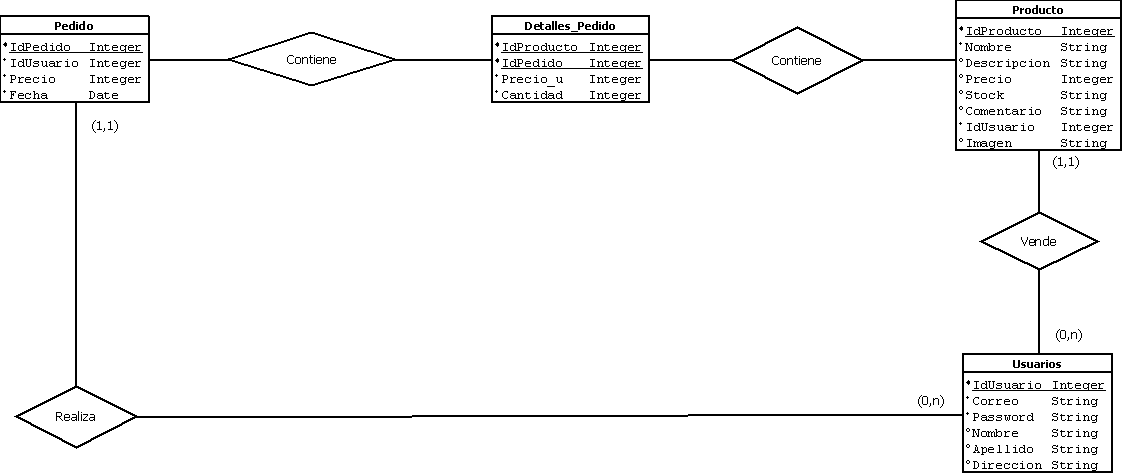 Pedido
IdPedido Integer
IdUsuario Integer
Precio Integer
Fecha Date
(1,1)
Contiene
Detalles_Pedido
IdProducto Integer
IdPedido Integer
Precio_u Integer
Cantidad Integer
Contiene
Producto
IdProducto Integer
Nombre String
Descripcion String
Precio Integer
Stock String
Comentario String
IdUsuario Integer
Imagen String
(1,1)
Vende
(0,n)
Realiza
(0,n)
Usuarios
IdUsuario Integer
Correo String
Password String
Nombre String
Apellido String
Direccion String